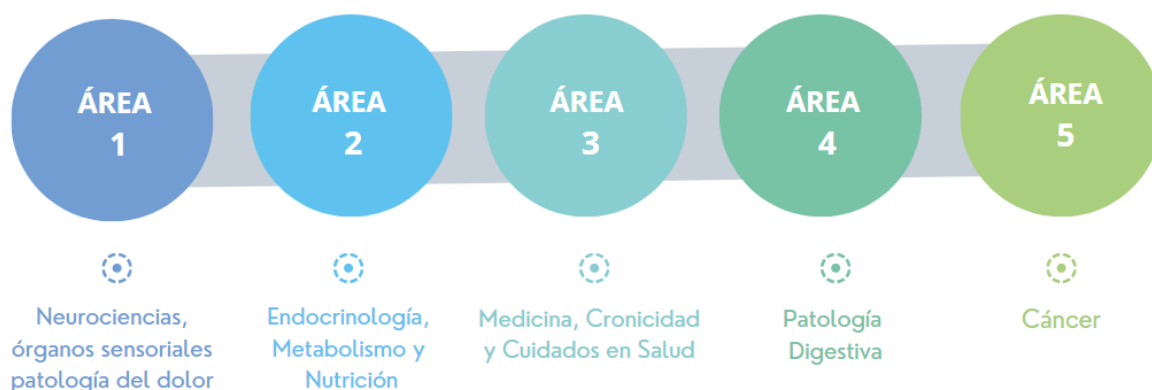 ÁREA
1
ÁREA
2
ÁREA
3
ÁREA
4
ÁREA
5
Neurociencias,
órganos sensoriales
patología del dolor
Endocrinología,
Metabolismo y
Nutrición
Medicina, Cronicidad
y Cuidados en Salud
Patología
Digestiva
Cáncer